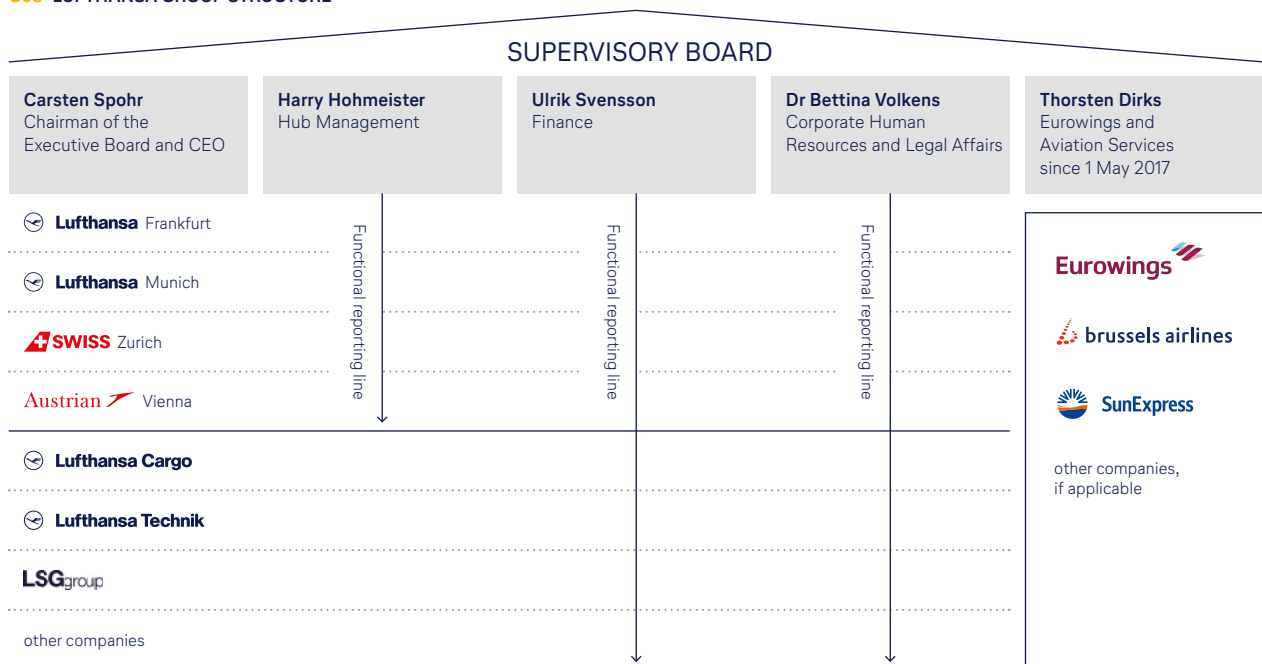 LUFTHANSA GROUP STRUCTURE
SUPERVISORY BOARD
Carsten Spohr
Chairman of the
Executive Board and CEO
Harry Hohmeister
Hub Management
Ulrik Svensson
Finance
Dr Bettina Volkens
Corporate Human
Resources and Legal Affairs
Thorsten Dirks
Eurowings and
Aviation Services
since 1 May 2017
Lufthansa Frankfurt
Lufthansa Munich
SWISS Zurich
Austrian Vienna
Lufthansa Cargo
Lufthansa Technik
LSGgroup
other companies
Functional reporting line
Functional reporting line
Functional reporting line
Eurowings
brussels airlines
SunExpress
other companies,
if applicable